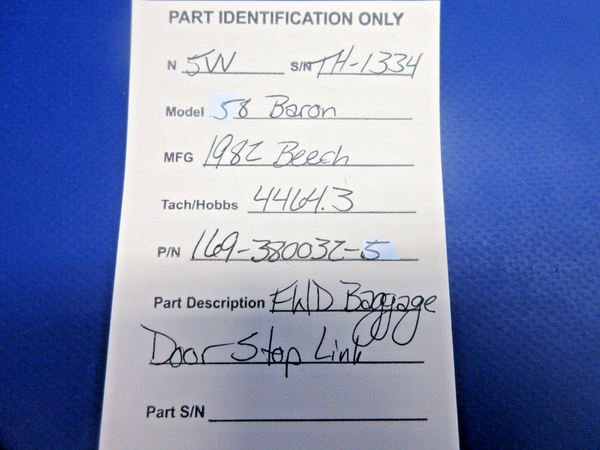 PART IDENTIFICATION ONLY
N 5W S/N TH-1334
Model 58 Baron
MFG 1982 Beech
Tach/Hobbs 4464.3
P/N 169-380032-5
Part Description FWD Baggage
Door Stop Link
Part S/N